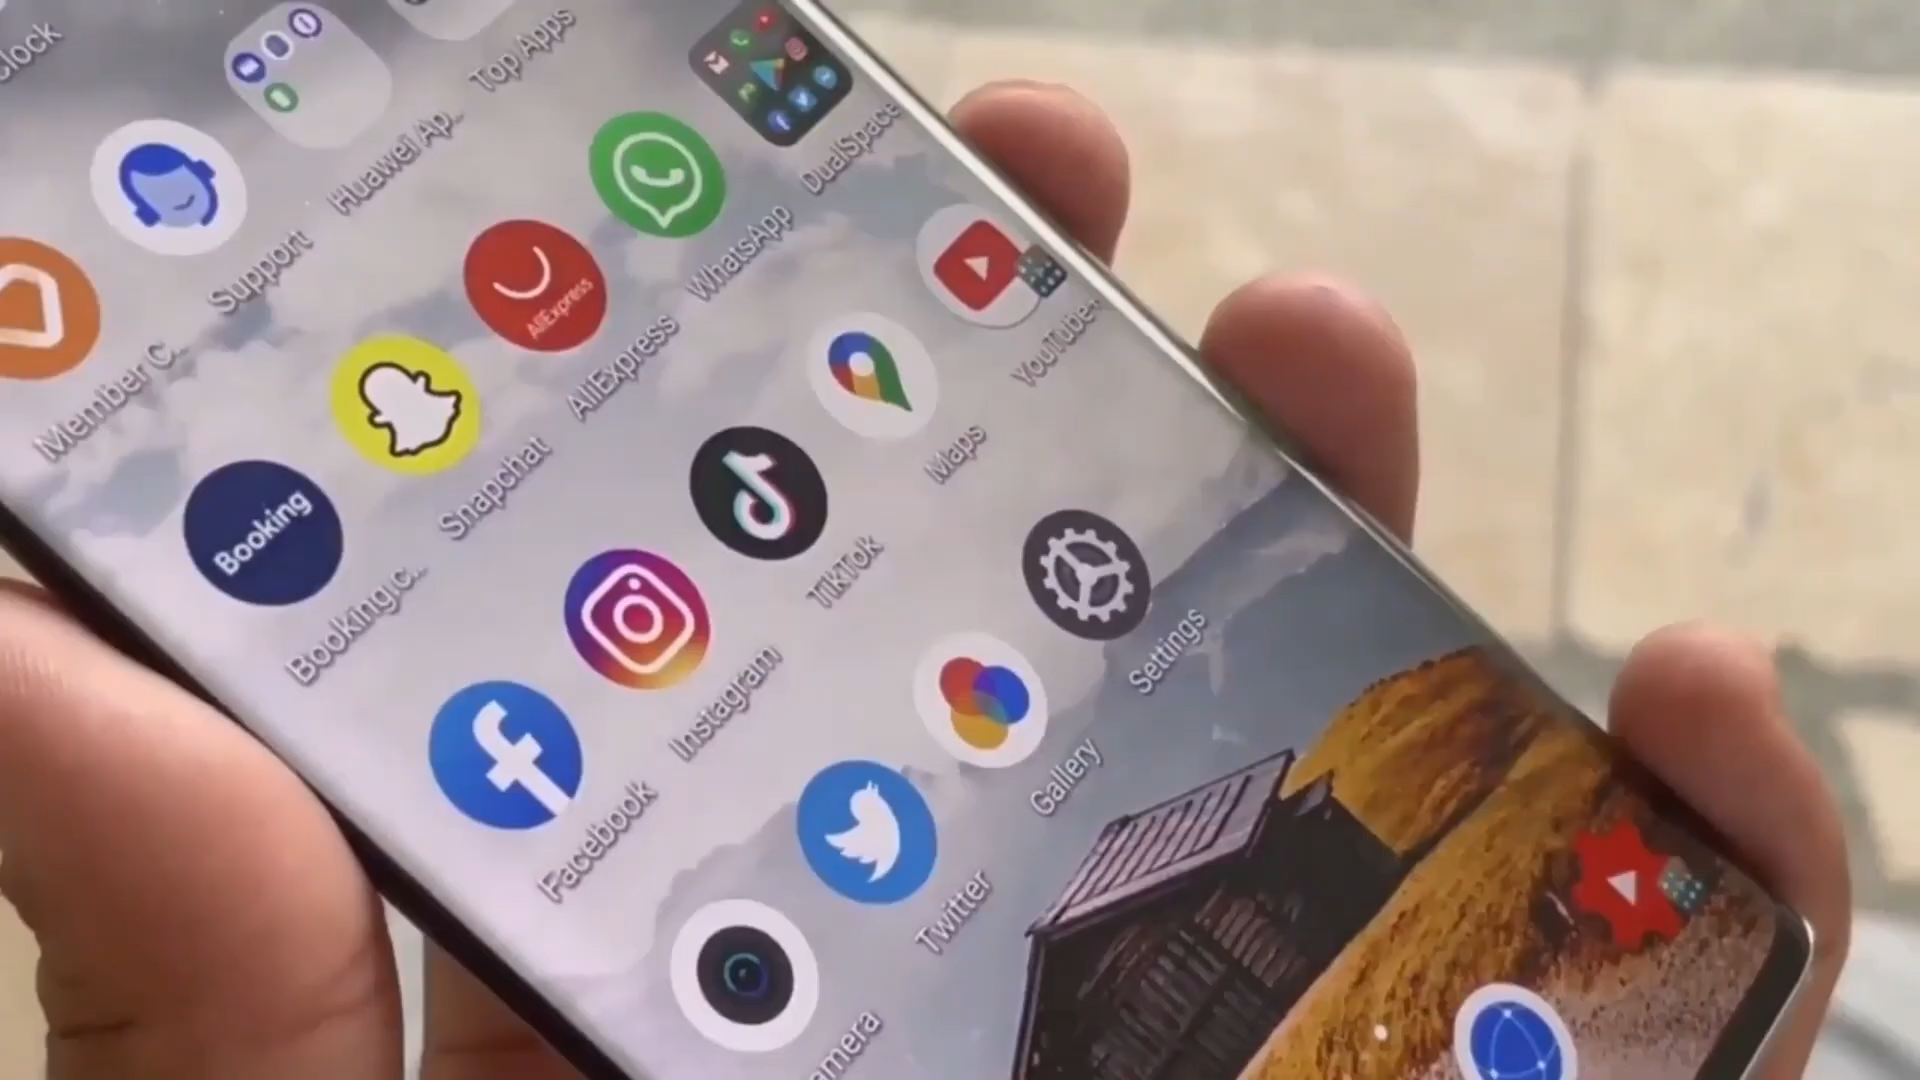 Top Apps
Huawei Ap..
Support
Member C..
DualSpace
WhatsApp
AliExpress
AliExpress
Snapchat
Booking
Booking.c..
YouTube
Maps
TikTok
Instagram
Facebook
Settings
Gallery
Twitter